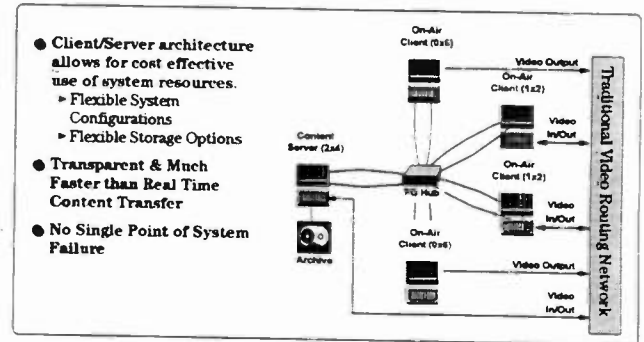 ● Client/Server architecture
allows for cost effective
use of system resources.
► Flexible System
Configurations
► Flexible Storage Options
● Transparent & Much
Faster than Real Time
Content Transfer
● No Single Point of System
Failure
On-Air
Client (0x6)
Video Output
On-Air
Client (1x2)
Video
In/Out
Content
Server (2x4)
FC Hub
On-Air
Client (1x2)
Video
In/Out
Archive
On-Air
Client (0x6)
Video Output
Video
In/Out
Traditional Video Routing Network